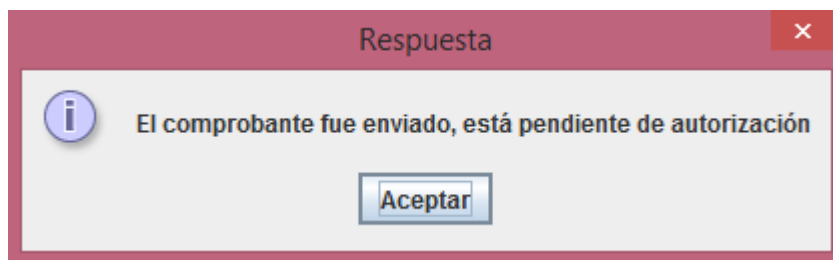 Respuesta
El comprobante fue enviado, está pendiente de autorización
Aceptar